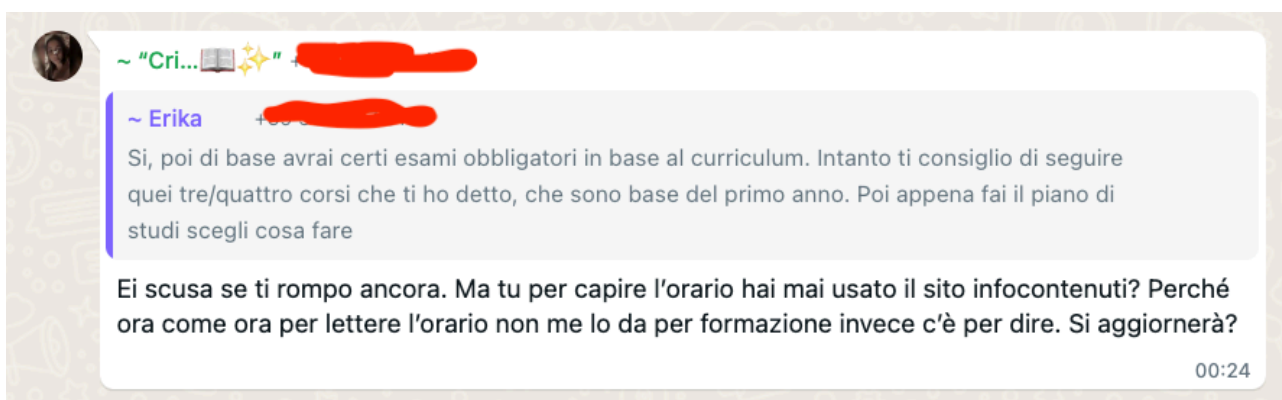 ~ “Cri...📖✨”
~ Erika
Si, poi di base avrai certi esami obbligatori in base al curriculum. Intanto ti consiglio di seguire
quei tre/quattro corsi che ti ho detto, che sono base del primo anno. Poi appena fai il piano di
studi scegli cosa fare
Ei scusa se ti rompo ancora. Ma tu per capire l’orario hai mai usato il sito infocontenuti? Perché
ora come ora per lettere l’orario non me lo da per formazione invece c’è per dire. Si aggiornerà?
00:24